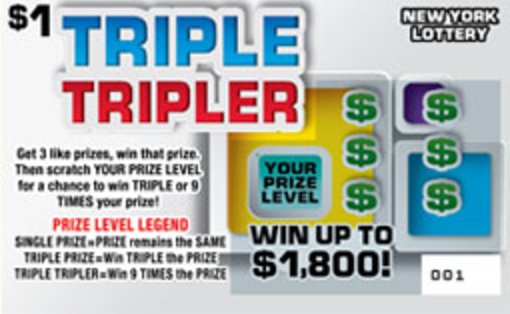 $1 TRIPLE
TRIPLER
NEW YORK
LOTTERY
Get 3 like prizes, win that prize.
Then scratch YOUR PRIZE LEVEL
for a chance to win TRIPLE or 9
TIMES your prize!
PRIZE LEVEL LEGEND
SINGLE PRIZE=PRIZE remains the SAME
TRIPLE PRIZE=Win TRIPLE the PRIZE
TRIPLE TRIPLER=Win 9 TIMES the PRIZE
$ $
$ $
$ $
YOUR
PRIZE
LEVEL
WIN UP TO
$1,800!
001